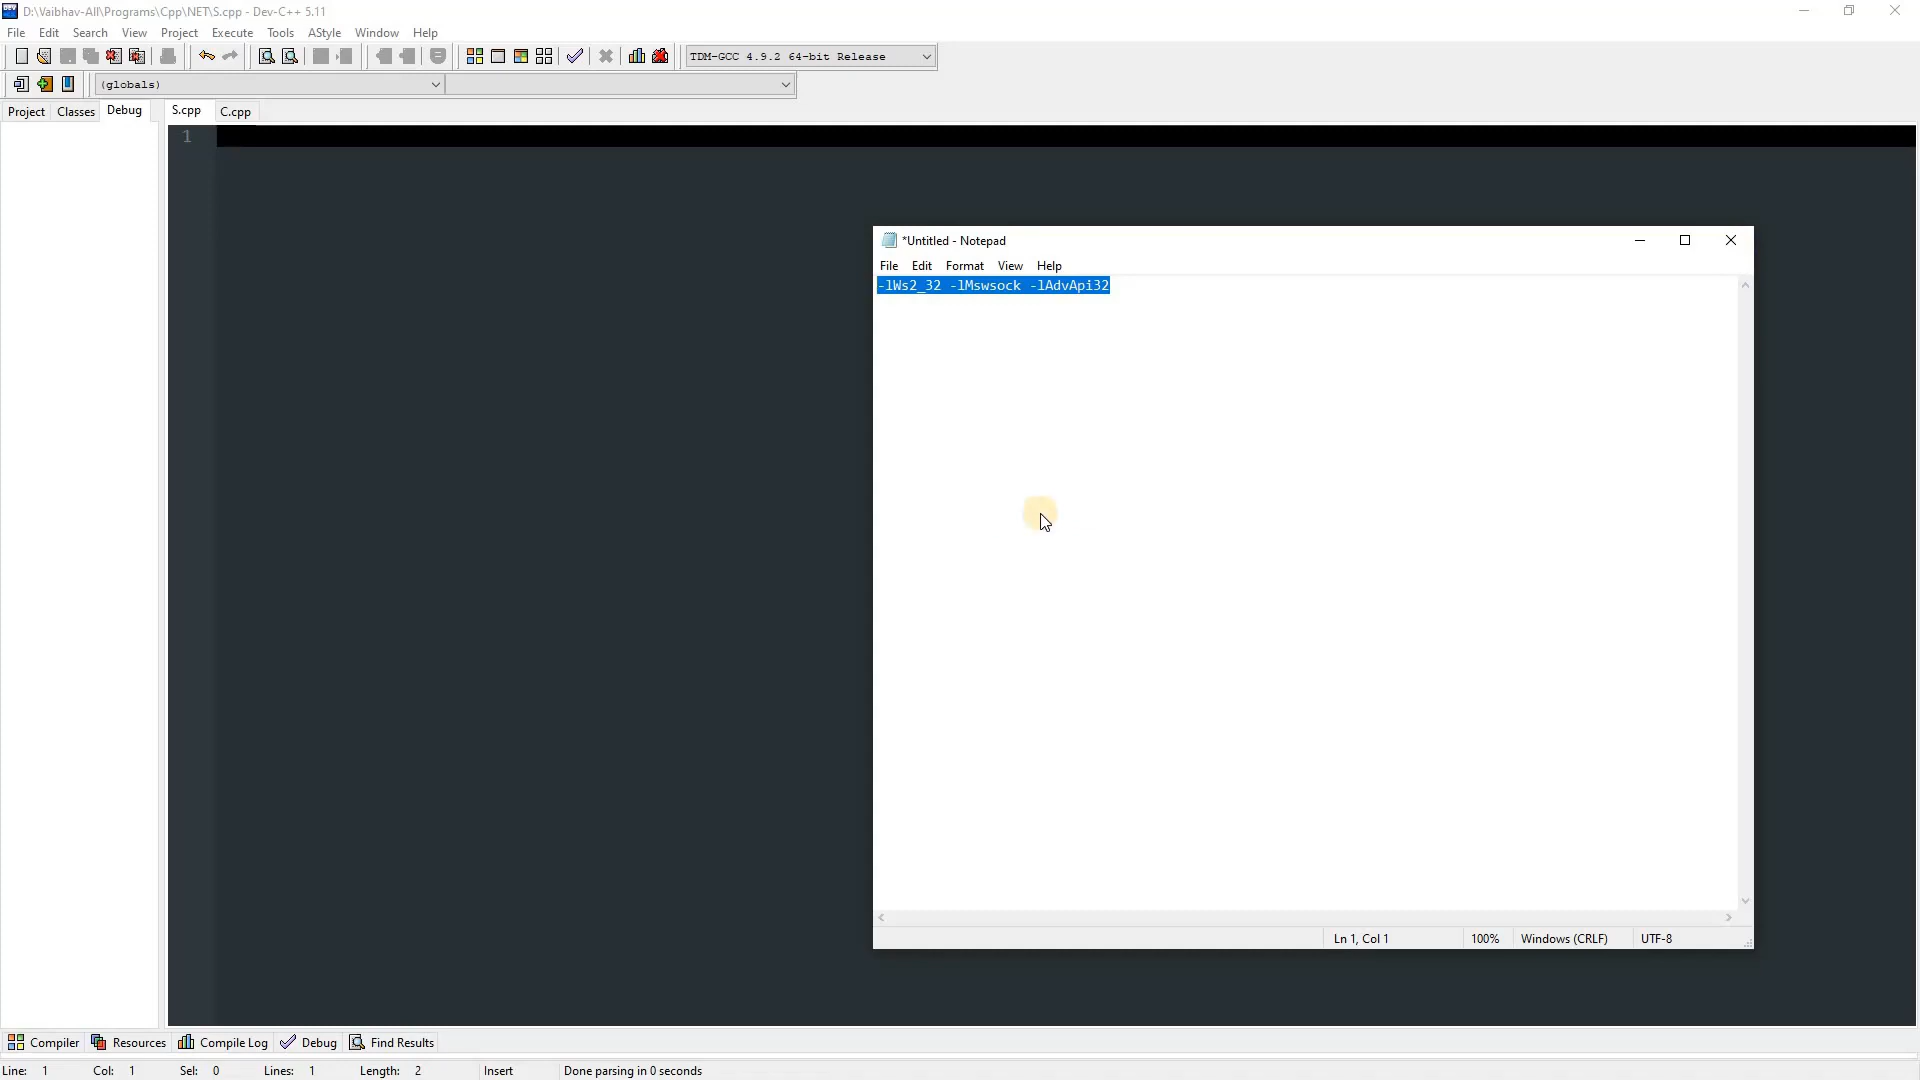 D:\Vaibhav-All\Programs\Cpp\NET\S.cpp - Dev-C++ 5.11
File Edit Search View Project Execute Tools AStyle Window Help
TDM-GCC 4.9.2 64-bit Release
(globals)
Project Classes Debug S.cpp C.cpp
1
*Untitled - Notepad
File Edit Format View Help
-lWs2_32 -lMswsock -lAdvApi32
Ln 1, Col 1 100% Windows (CRLF) UTF-8
Compiler Resources Compile Log Debug Find Results
Line: 1 Col: 1 Sel: 0 Lines: 1 Length: 2 Insert Done parsing in 0 seconds